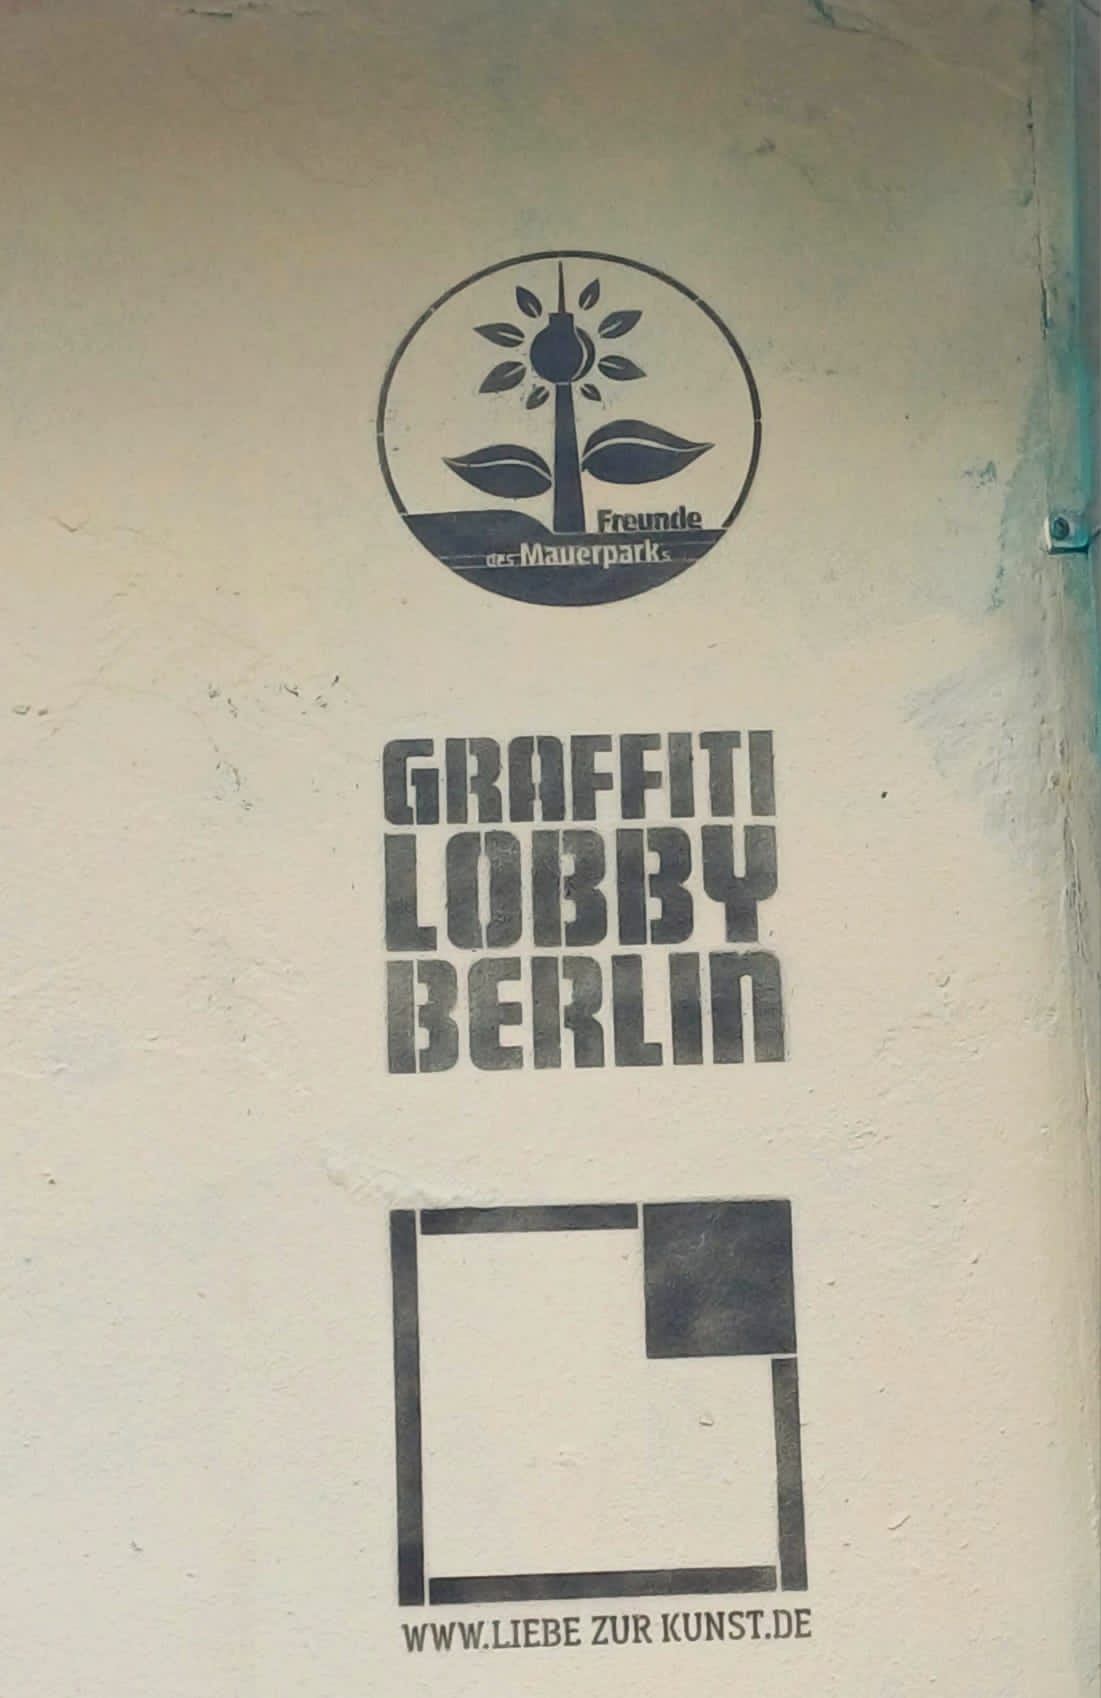 Freunde
des Mauerparks
GRAFFITI
LOBBY
BERLIN
WWW.LIEBE ZUR KUNST.DE